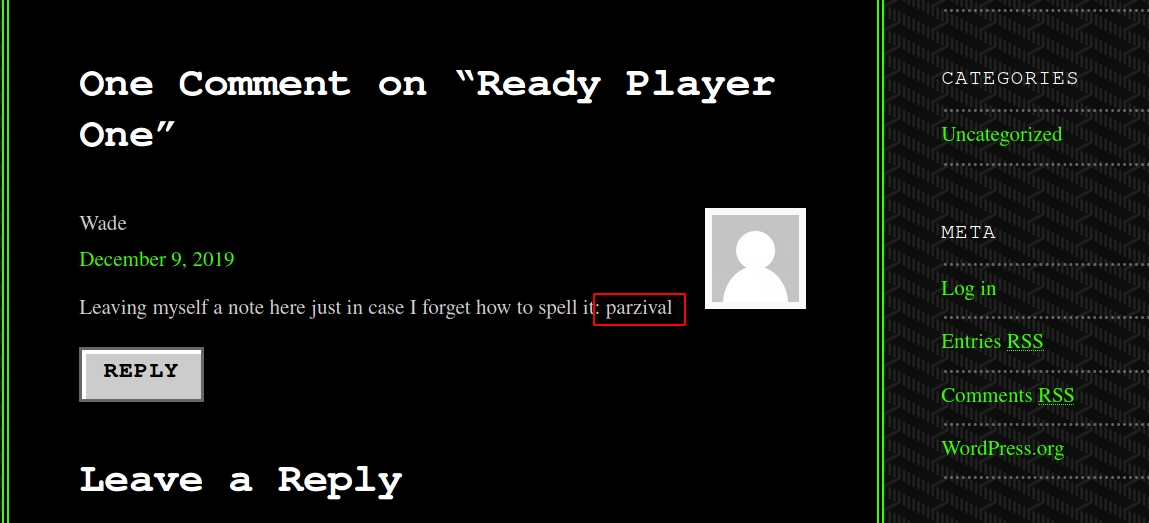 One Comment on “Ready Player
One”
Wade
December 9, 2019
Leaving myself a note here just in case I forget how to spell it: parzival
REPLY
Leave a Reply
CATEGORIES
Uncategorized
META
Log in
Entries RSS
Comments RSS
WordPress.org